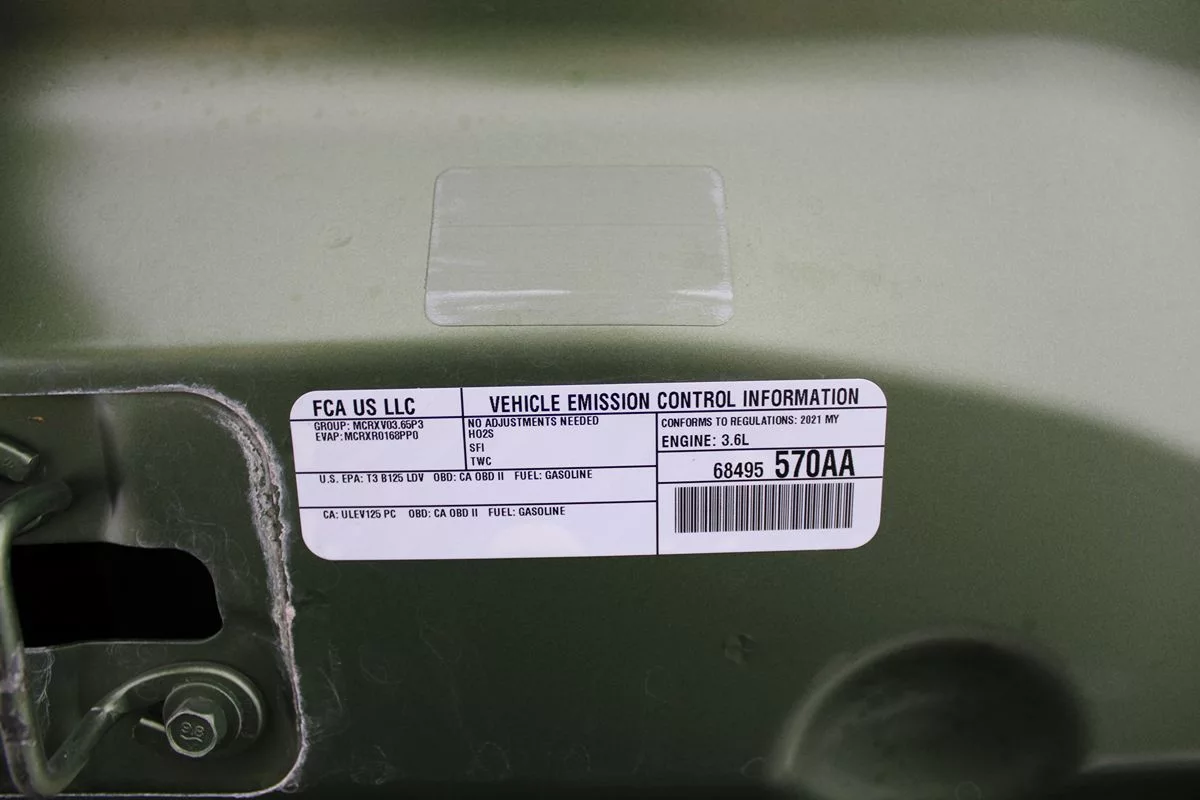 FCA US LLC
GROUP: MCRXV03.65P3
EVAP: MCRXR0168PP0
VEHICLE EMISSION CONTROL INFORMATION
NO ADJUSTMENTS NEEDED
HO2S
SFI
TWC
CONFORMS TO REGULATIONS: 2021 MY
ENGINE: 3.6L
68495 570AA
U.S. EPA: T3 B125 LDV OBD: CA OBD II FUEL: GASOLINE
CA: ULEV125 PC OBD: CA OBD II FUEL: GASOLINE